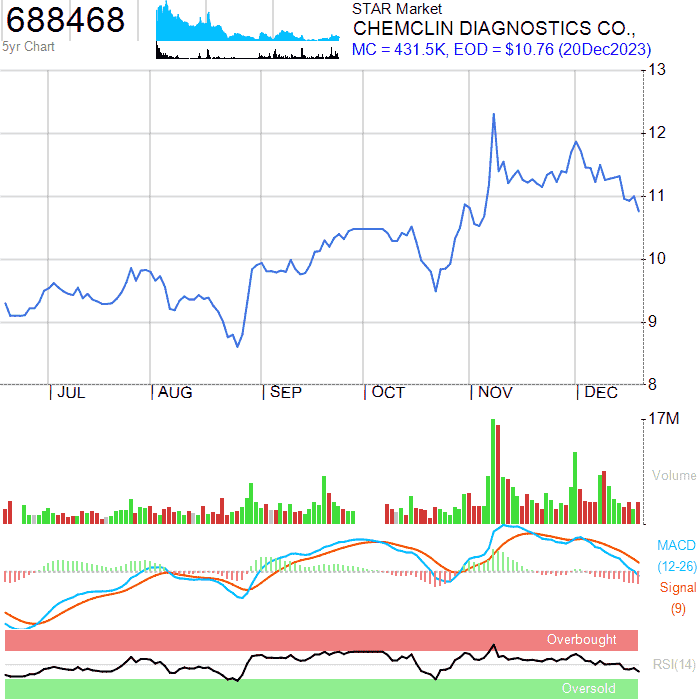 688468
5yr Chart
STAR Market
CHEMCLIN DIAGNOSTICS CO.,
MC = 431.5K, EOD = $10.76 (20Dec2023)
13
12
11
10
9
8
JUL AUG SEP OCT NOV DEC
17M
Volume
MACD
(12-26)
Signal
(9)
Overbought
RSI(14)
Oversold